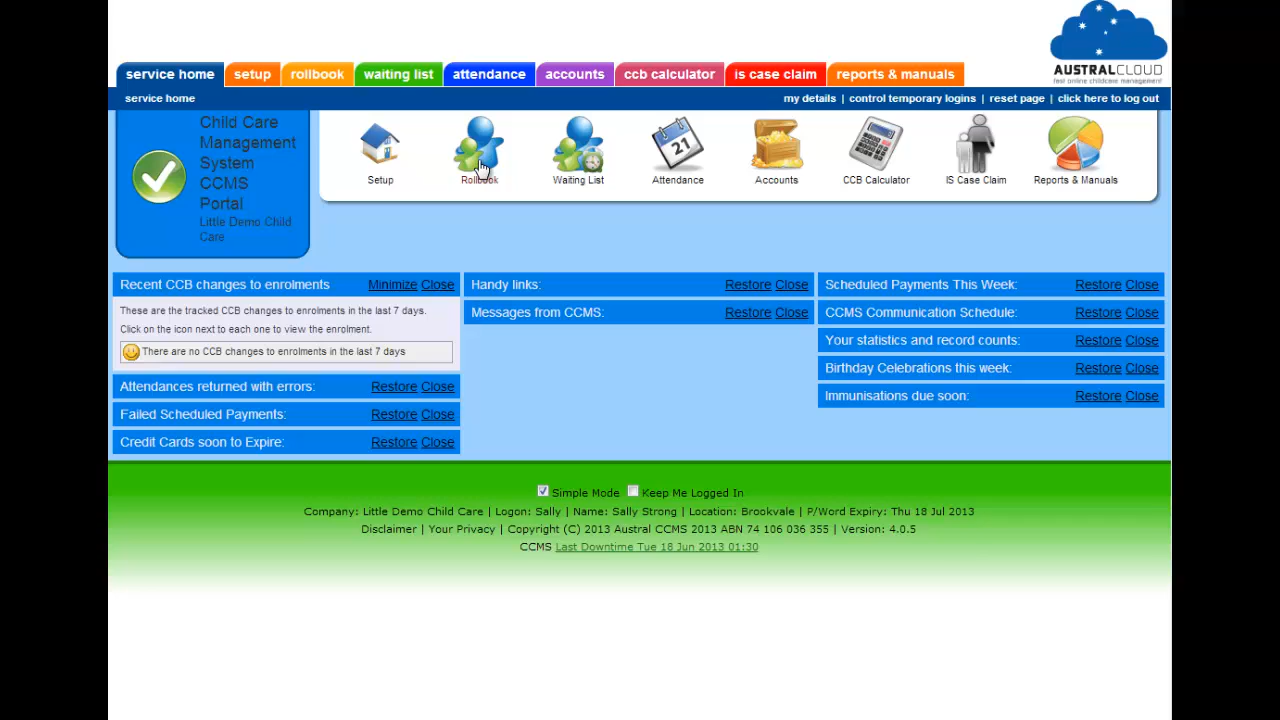 AUSTRALCLOUD
fast online childcare management
service home
setup
rollbook
waiting list
attendance
accounts
ccb calculator
is case claim
reports & manuals
service home
my details | control temporary logins | reset page | click here to log out
Child Care
Management
System
CCMS
Portal
Little Demo Child
Care
21
Setup
Rollbook
Waiting List
Attendance
Accounts
CCB Calculator
IS Case Claim
Reports & Manuals
Recent CCB changes to enrolments Minimize Close
These are the tracked CCB changes to enrolments in the last 7 days.
Click on the icon next to each one to view the enrolment.
There are no CCB changes to enrolments in the last 7 days
Attendances returned with errors: Restore Close
Failed Scheduled Payments: Restore Close
Credit Cards soon to Expire: Restore Close
Handy links: Restore Close
Messages from CCMS: Restore Close
Scheduled Payments This Week: Restore Close
CCMS Communication Schedule: Restore Close
Your statistics and record counts: Restore Close
Birthday Celebrations this week: Restore Close
Immunisations due soon: Restore Close
Simple Mode Keep Me Logged In
Company: Little Demo Child Care | Logon: Sally | Name: Sally Strong | Location: Brookvale | P/Word Expiry: Thu 18 Jul 2013
Disclaimer | Your Privacy | Copyright (C) 2013 Austral CCMS 2013 ABN 74 106 036 355 | Version: 4.0.5
CCMS Last Downtime Tue 18 Jun 2013 01:30